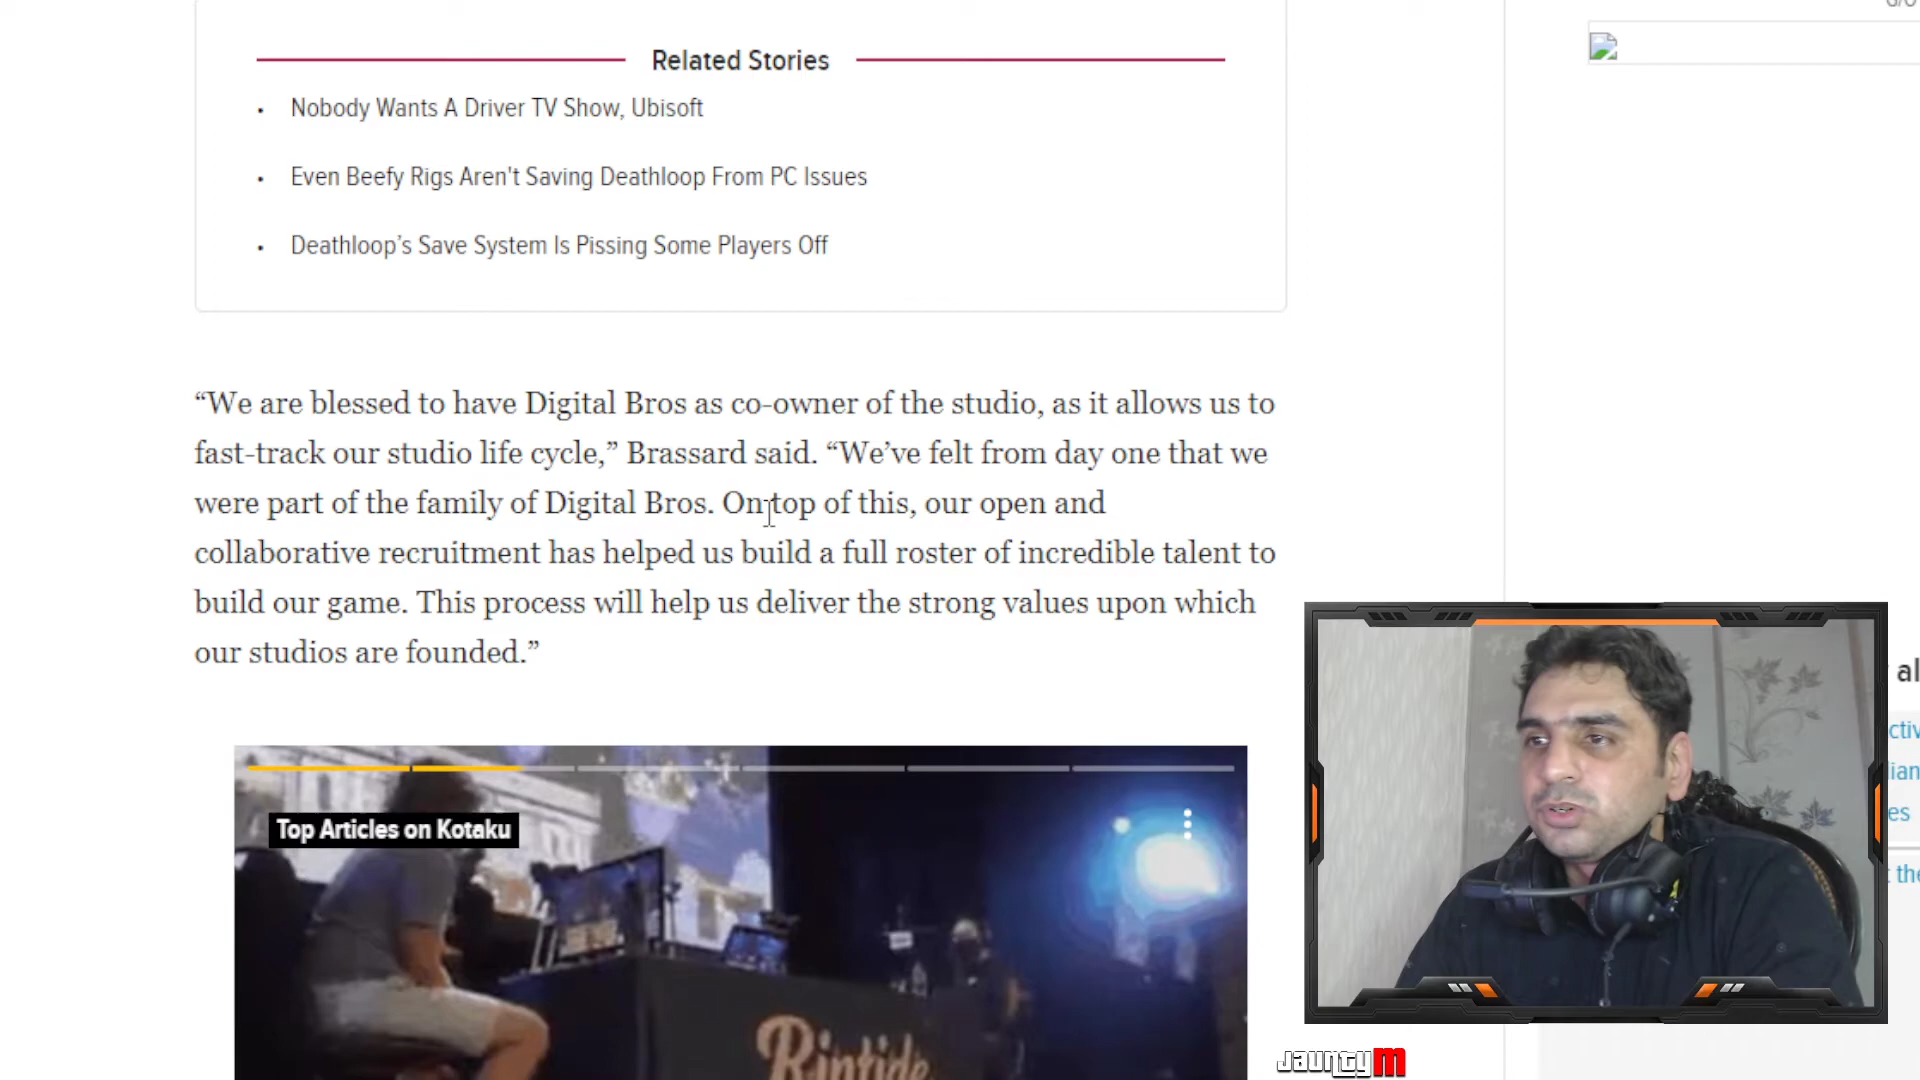 Related Stories
• Nobody Wants A Driver TV Show, Ubisoft
• Even Beefy Rigs Aren't Saving Deathloop From PC Issues
• Deathloop’s Save System Is Pissing Some Players Off
“We are blessed to have Digital Bros as co-owner of the studio, as it allows us to
fast-track our studio life cycle,” Brassard said. “We’ve felt from day one that we
were part of the family of Digital Bros. On top of this, our open and
collaborative recruitment has helped us build a full roster of incredible talent to
build our game. This process will help us deliver the strong values upon which
our studios are founded.”
Top Articles on Kotaku
Riptide
JauntyM